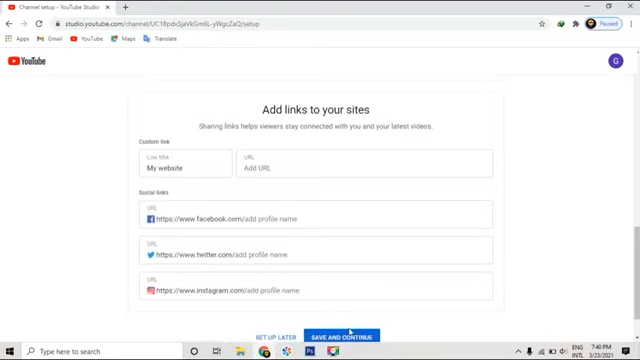 Channel setup - YouTube Studio
studio.youtube.com/channel/UC18pdv3jaVkGm6L-yWgcZaQ/setup
Paused
Apps Gmail YouTube Maps Translate
YouTube
G
Add links to your sites
Sharing links helps viewers stay connected with you and your latest videos.
Custom link
Link title
My website
URL
Add URL
Social links
URL
https://www.facebook.com/add profile name
URL
https://www.twitter.com/add profile name
URL
https://www.instagram.com/add profile name
SET UP LATER
SAVE AND CONTINUE
Type here to search
Ps
ENG
INTL
7:40 PM
3/23/2021